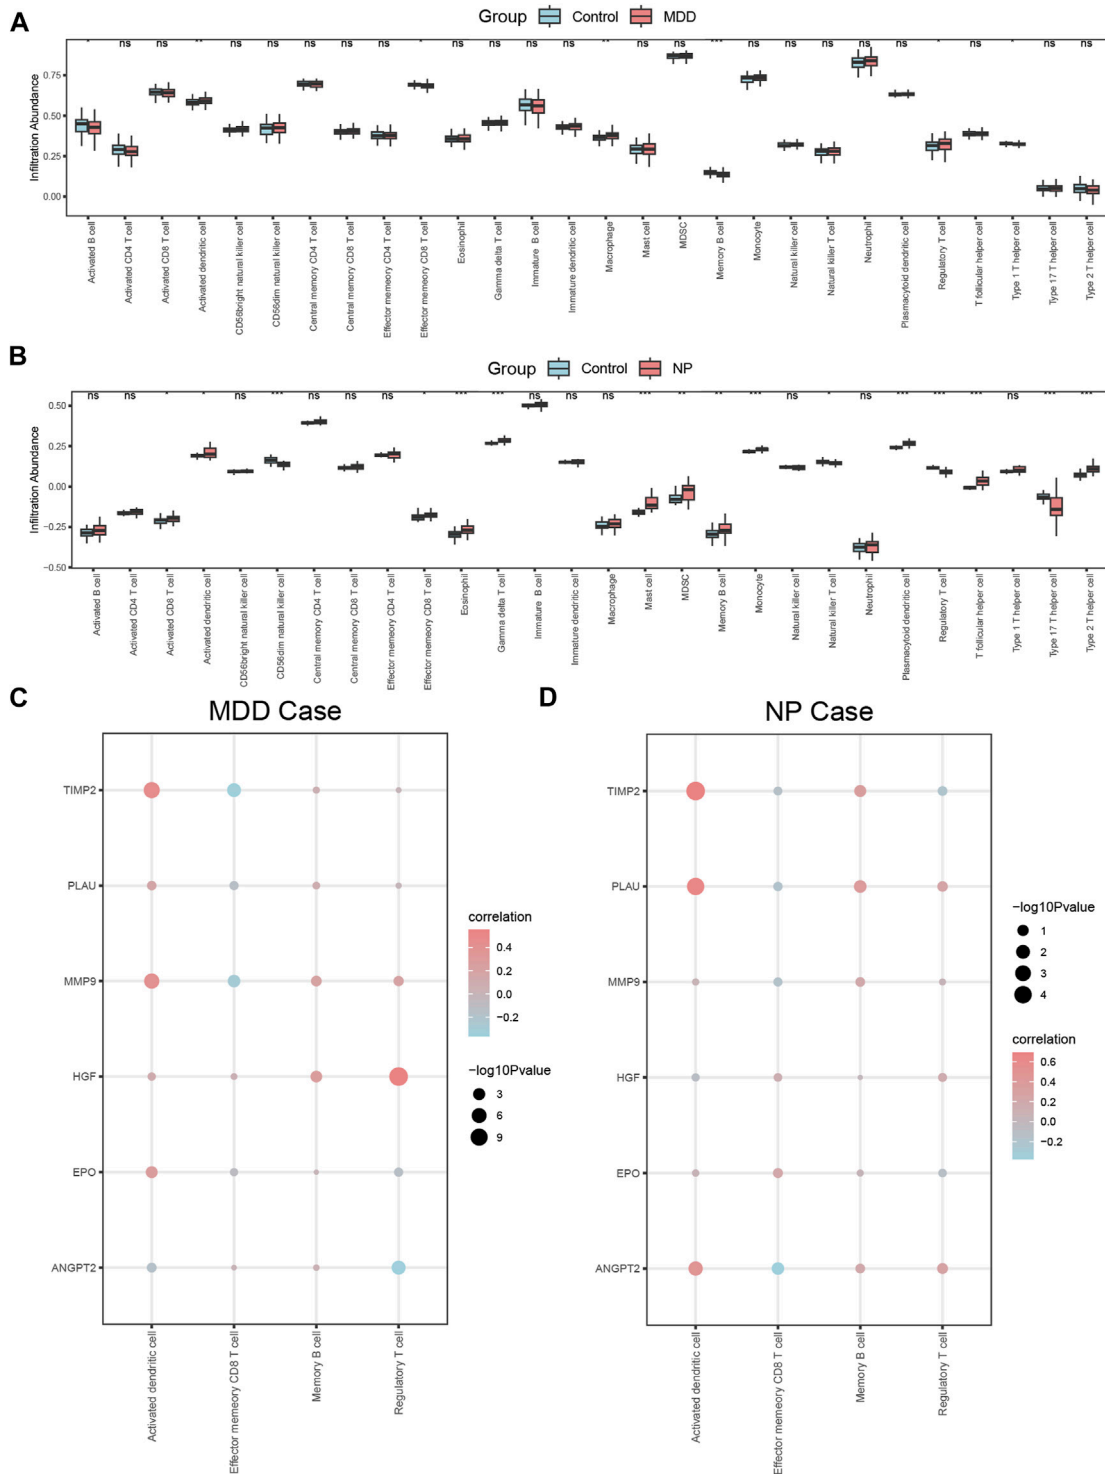 A
Group Control MDD
ns ns ns ns ns ns ns ns ns ns ns ns ns ns ns ns ns ns ns ns ns ns
Infiltration Abundance
0.75
0.50
0.25
0.00
Activated B cell
Activated CD4 T cell
Activated CD8 T cell
Activated dendritic cell
CD56bright natural killer cell
CD56dim natural killer cell
Central memory CD4 T cell
Central memory CD8 T cell
Effector memeory CD4 T cell
Effector memeory CD8 T cell
Eosinophil
Gamma delta T cell
Immature B cell
Immature dendritic cell
Macrophage
Mast cell
MDSC
Memory B cell
Monocyte
Natural killer cell
Natural killer T cell
Neutrophil
Plasmacytoid dendritic cell
Regulatory T cell
T follicular helper cell
Type 1 T helper cell
Type 17 T helper cell
Type 2 T helper cell
B
Group Control NP
ns ns ns ns ns ns ns ns ns ns
Infiltration Abundance
0.50
0.25
0.00
−0.25
−0.50
Activated B cell
Activated CD4 T cell
Activated CD8 T cell
Activated dendritic cell
CD56bright natural killer cell
CD56dim natural killer cell
Central memory CD4 T cell
Central memory CD8 T cell
Effector memeory CD4 T cell
Effector memeory CD8 T cell
Eosinophil
Gamma delta T cell
Immature B cell
Immature dendritic cell
Macrophage
Mast cell
MDSC
Memory B cell
Monocyte
Natural killer cell
Natural killer T cell
Neutrophil
Plasmacytoid dendritic cell
Regulatory T cell
T follicular helper cell
Type 1 T helper cell
Type 17 T helper cell
Type 2 T helper cell
C
MDD Case
TIMP2
PLAU
MMP9
HGF
EPO
ANGPT2
Activated dendritic cell
Effector memeory CD8 T cell
Memory B cell
Regulatory T cell
correlation
0.4
0.2
0.0
−0.2
−log10Pvalue
3
6
9
D
NP Case
TIMP2
PLAU
MMP9
HGF
EPO
ANGPT2
Activated dendritic cell
Effector memeory CD8 T cell
Memory B cell
Regulatory T cell
−log10Pvalue
1
2
3
4
correlation
0.6
0.4
0.2
0.0
−0.2